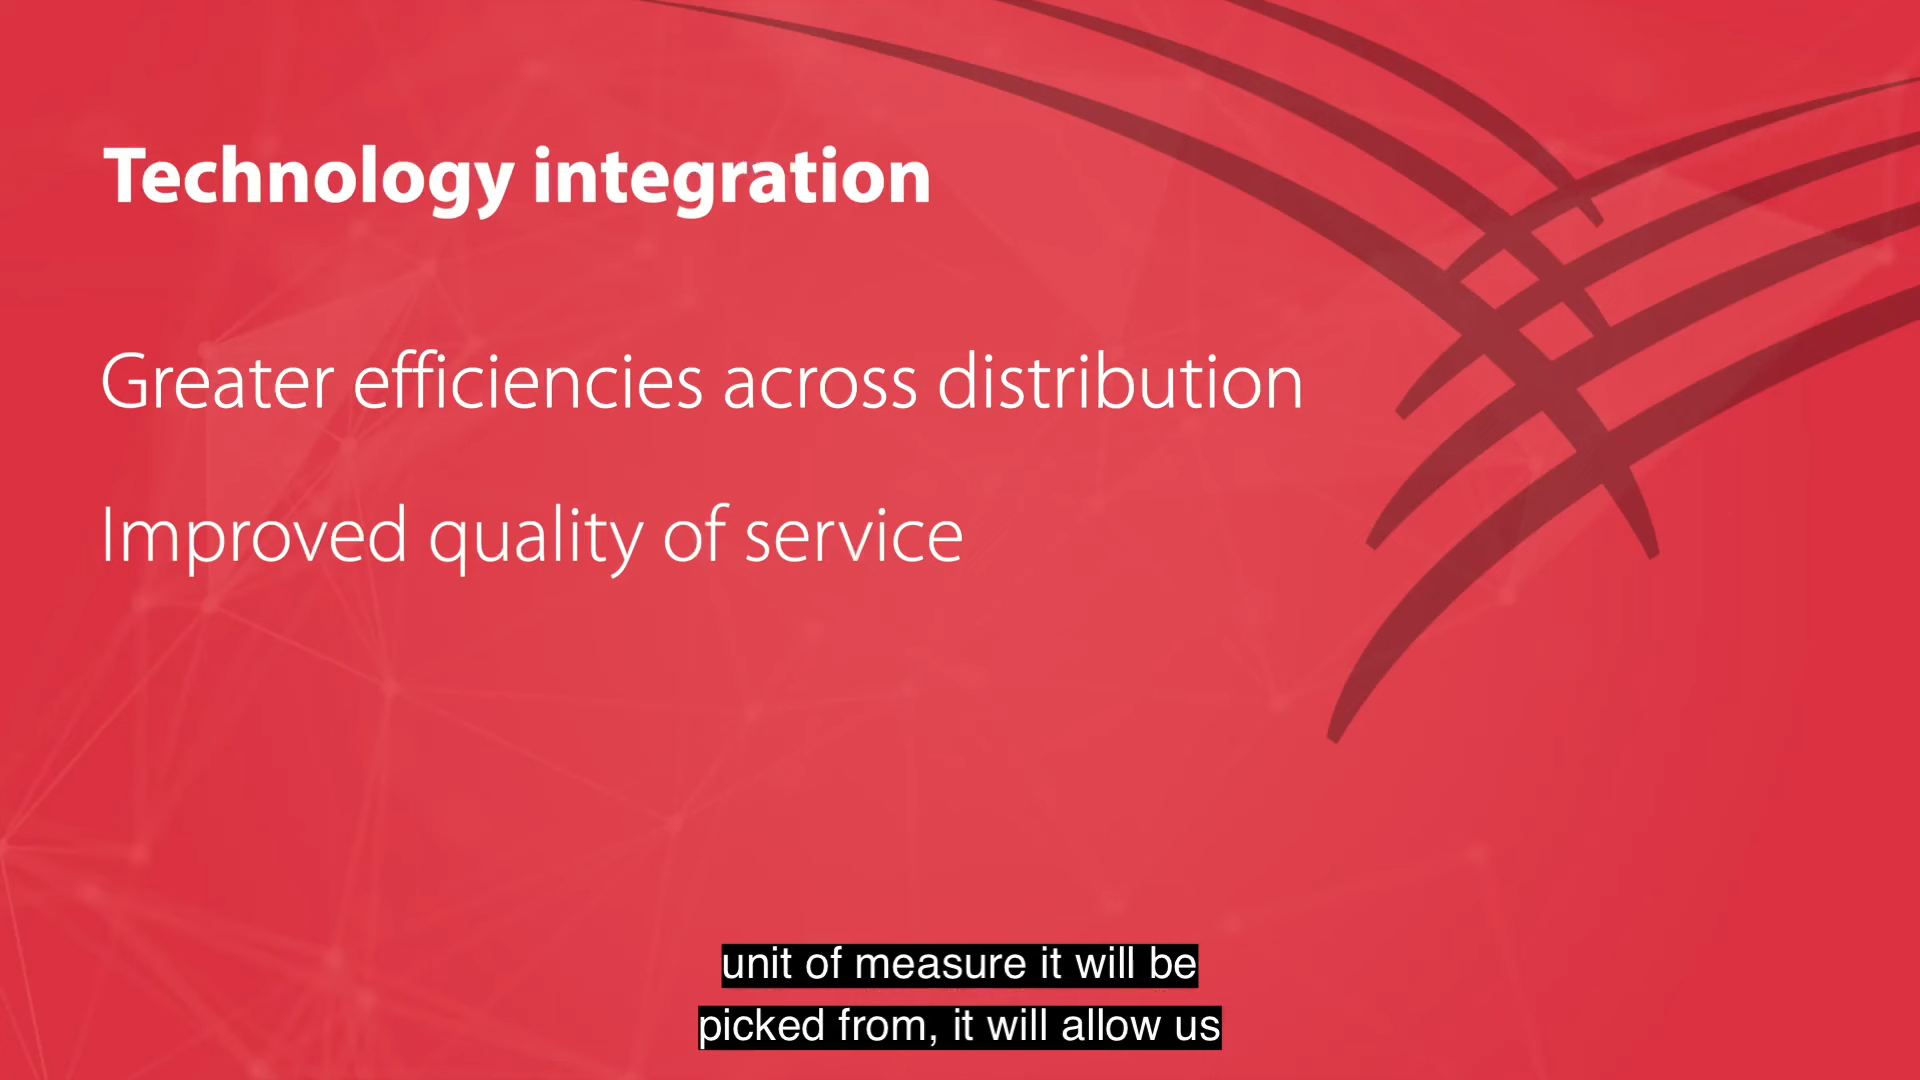 Technology integration
Greater efficiencies across distribution
Improved quality of service
unit of measure it will be
picked from, it will allow us